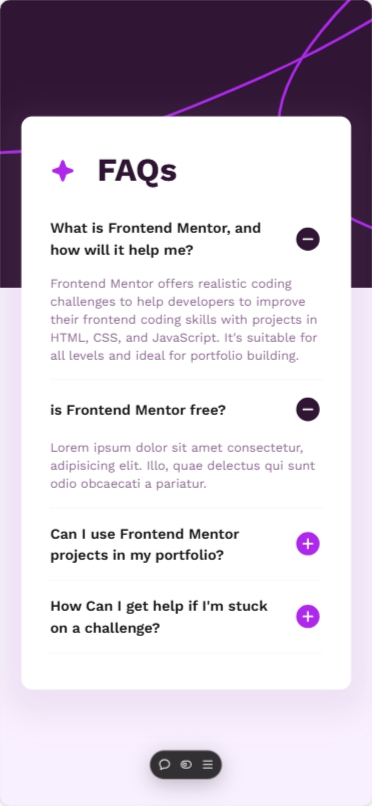 FAQs
What is Frontend Mentor, and
how will it help me?
Frontend Mentor offers realistic coding
challenges to help developers to improve
their frontend coding skills with projects in
HTML, CSS, and JavaScript. It's suitable for
all levels and ideal for portfolio building.
is Frontend Mentor free?
Lorem ipsum dolor sit amet consectetur,
adipisicing elit. Illo, quae delectus qui sunt
odio obcaecati a pariatur.
Can I use Frontend Mentor
projects in my portfolio?
How Can I get help if I'm stuck
on a challenge?